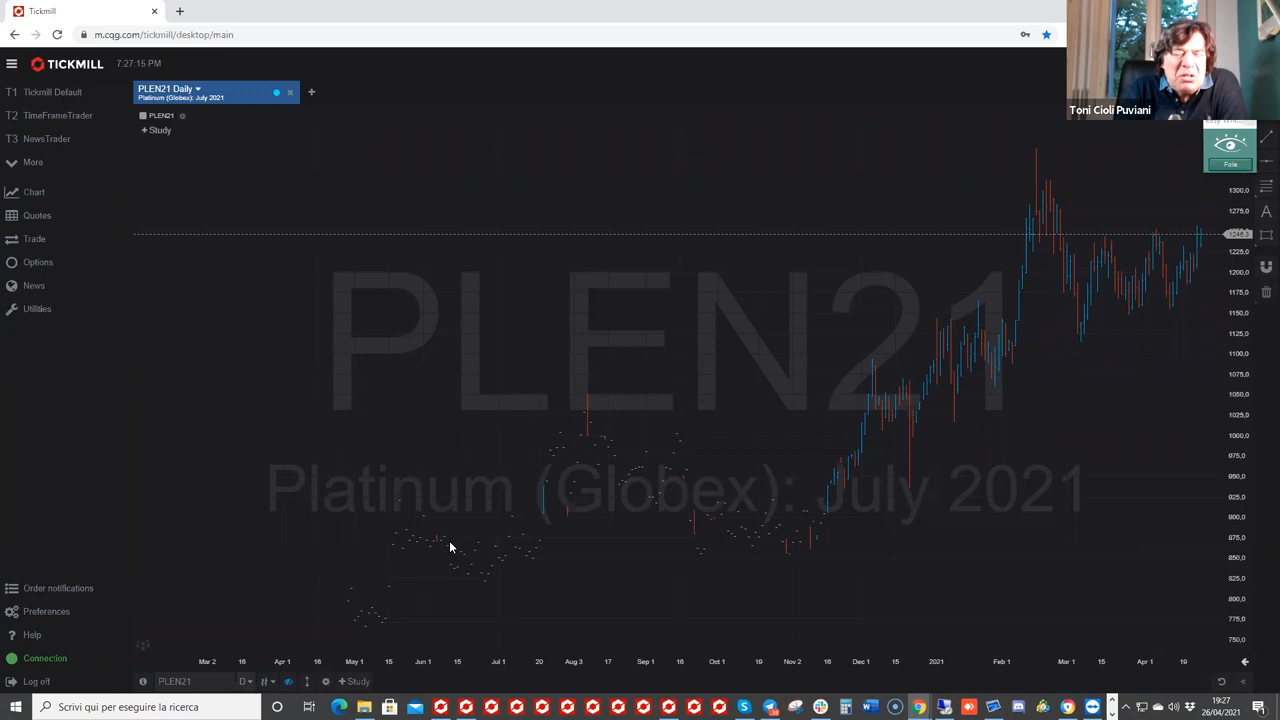 Tickmill
m.cqg.com/tickmill/desktop/main
Toni Cioli Puviani
TICKMILL
7:27:15 PM
T1 Tickmill Default
T2 TimeFrameTrader
T3 NewsTrader
More
Chart
Quotes
Trade
Options
News
Utilities
Order notifications
Preferences
Help
Connection
Log off
PLEN21 Daily
Platinum (Globex): July 2021
PLEN21
+ Study
Fole
PLEN21
Platinum (Globex): July 2021
1300,0
1275,0
1246,3
1225,0
1200,0
1175,0
1150,0
1125,0
1100,0
1075,0
1050,0
1025,0
1000,0
975,0
950,0
925,0
900,0
875,0
850,0
825,0
800,0
775,0
750,0
Mar 2 16 Apr 1 16 May 1 15 Jun 1 15 Jul 1 20 Aug 3 17 Sep 1 16 Oct 1 19 Nov 2 16 Dec 1 15 2021 Feb 1 Mar 1 15 Apr 1 19
PLEN21 D + Study
Scrivi qui per eseguire la ricerca
19:27
26/04/2021